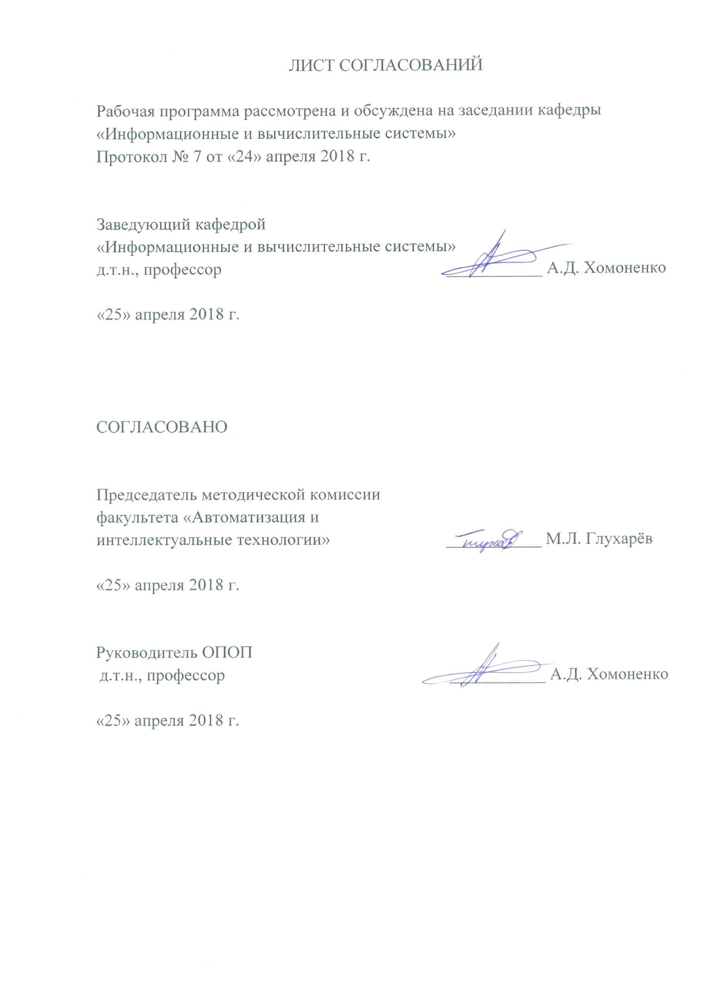 ЛИСТ СОГЛАСОВАНИЙ
Рабочая программа рассмотрена и обсуждена на заседании кафедры
«Информационные и вычислительные системы»
Протокол № 7 от «24» апреля 2018 г.
Заведующий кафедрой
«Информационные и вычислительные системы»
д.т.н., профессор ____________ А.Д. Хомоненко
«25» апреля 2018 г.
СОГЛАСОВАНО
Председатель методической комиссии
факультета «Автоматизация и
интеллектуальные технологии» ____________ М.Л. Глухарёв
«25» апреля 2018 г.
Руководитель ОПОП
д.т.н., профессор ____________ А.Д. Хомоненко
«25» апреля 2018 г.